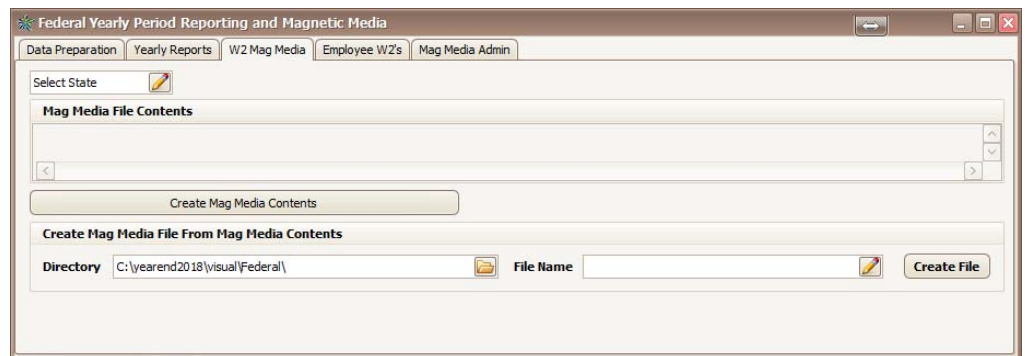 Federal Yearly Period Reporting and Magnetic Media
Data Preparation Yearly Reports W2 Mag Media Employee W2's Mag Media Admin
Select State
Mag Media File Contents
Create Mag Media Contents
Create Mag Media File From Mag Media Contents
Directory C:\yearend2018\visual\Federal\ File Name Create File